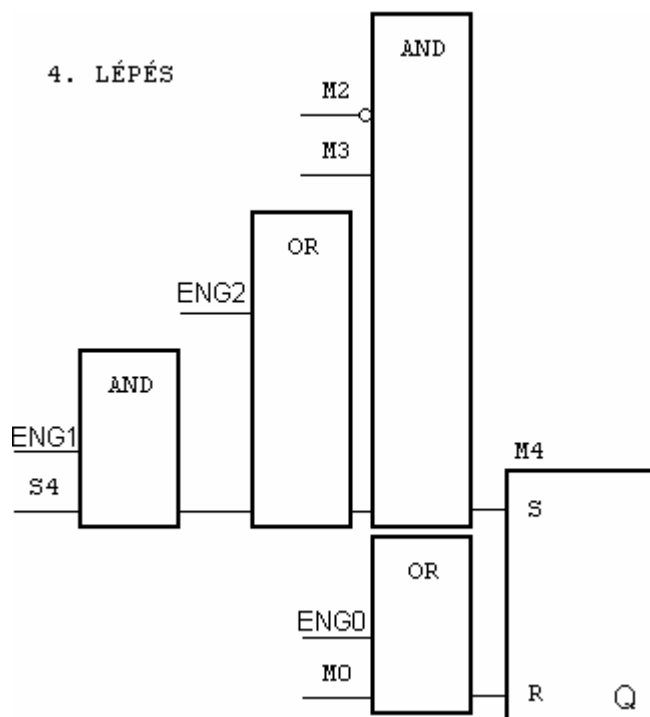 AND
4. LÉPÉS
M2
M3
OR
ENG2
AND
ENG1
M4
S4
S
OR
ENG0
M0
R
Q